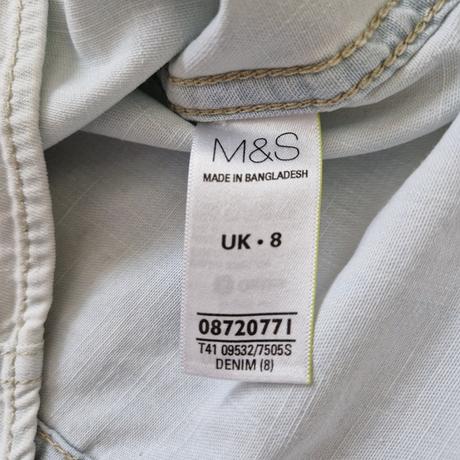 M&S
MADE IN BANGLADESH
UK • 8
08720771
T41 09532/7505S
DENIM (8)